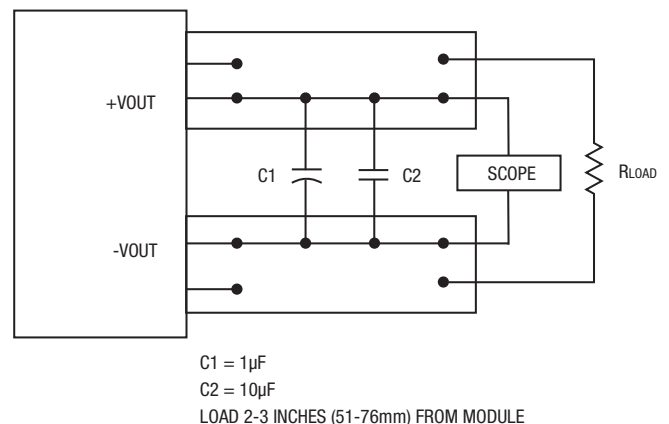 +VOUT
C1
C2
SCOPE
RLOAD
-VOUT
C1 = 1µF
C2 = 10µF
LOAD 2-3 INCHES (51-76mm) FROM MODULE